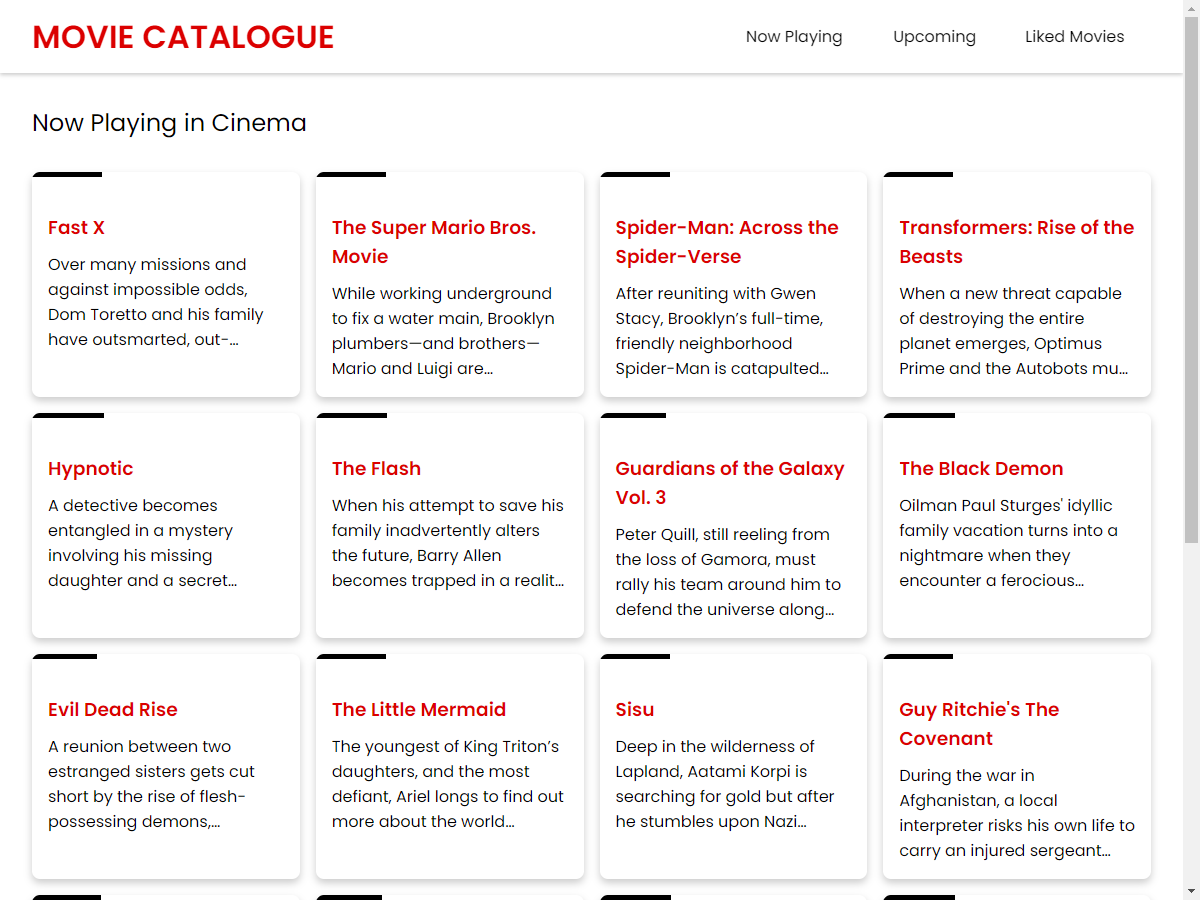 MOVIE CATALOGUE
Now Playing
Upcoming
Liked Movies
Now Playing in Cinema
Fast X
Over many missions and
against impossible odds,
Dom Toretto and his family
have outsmarted, out-...
The Super Mario Bros.
Movie
While working underground
to fix a water main, Brooklyn
plumbers—and brothers—
Mario and Luigi are...
Spider-Man: Across the
Spider-Verse
After reuniting with Gwen
Stacy, Brooklyn’s full-time,
friendly neighborhood
Spider-Man is catapulted...
Transformers: Rise of the
Beasts
When a new threat capable
of destroying the entire
planet emerges, Optimus
Prime and the Autobots mu...
Hypnotic
A detective becomes
entangled in a mystery
involving his missing
daughter and a secret...
The Flash
When his attempt to save his
family inadvertently alters
the future, Barry Allen
becomes trapped in a realit...
Guardians of the Galaxy
Vol. 3
Peter Quill, still reeling from
the loss of Gamora, must
rally his team around him to
defend the universe along...
The Black Demon
Oilman Paul Sturges' idyllic
family vacation turns into a
nightmare when they
encounter a ferocious...
Evil Dead Rise
A reunion between two
estranged sisters gets cut
short by the rise of flesh-
possessing demons,...
The Little Mermaid
The youngest of King Triton’s
daughters, and the most
defiant, Ariel longs to find out
more about the world...
Sisu
Deep in the wilderness of
Lapland, Aatami Korpi is
searching for gold but after
he stumbles upon Nazi...
Guy Ritchie's The
Covenant
During the war in
Afghanistan, a local
interpreter risks his own life to
carry an injured sergeant...